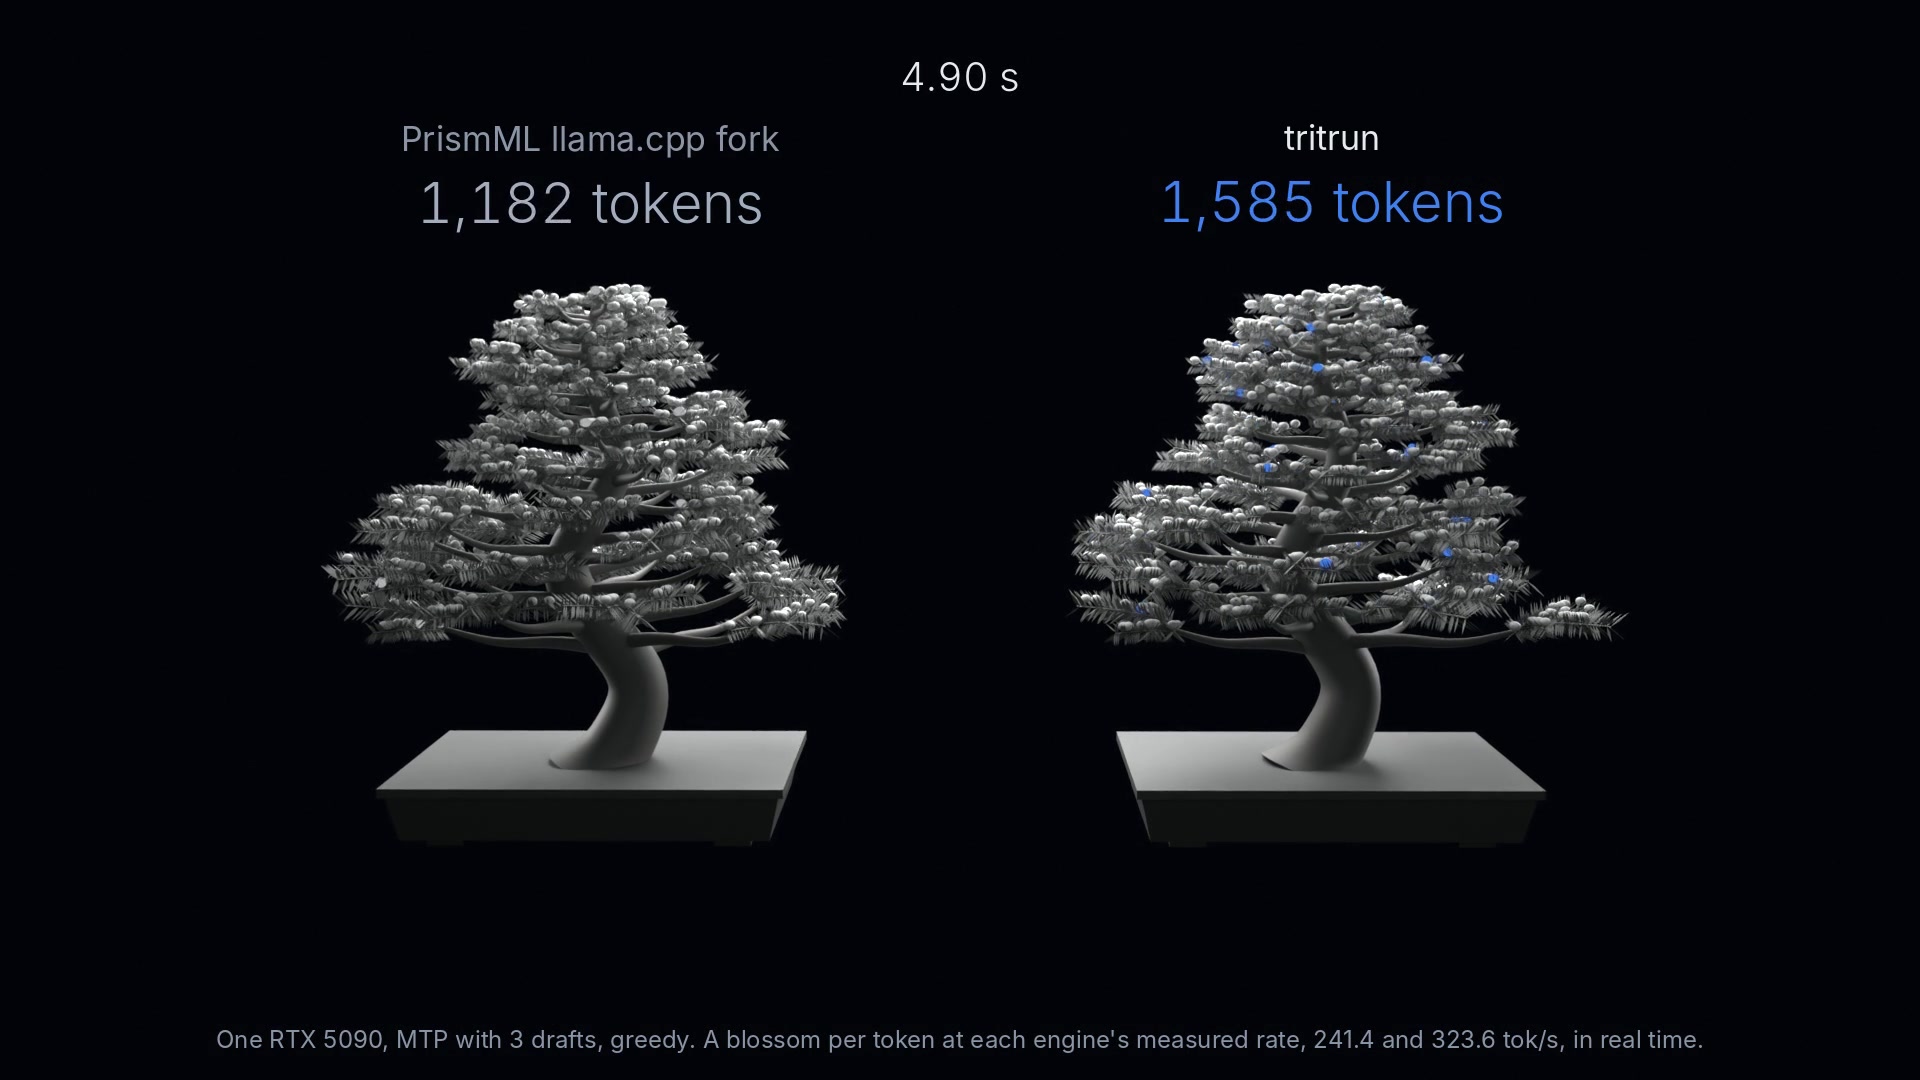 4.90 s
PrismML llama.cpp fork
1,182 tokens
tritrun
1,585 tokens
One RTX 5090, MTP with 3 drafts, greedy. A blossom per token at each engine's measured rate, 241.4 and 323.6 tok/s, in real time.